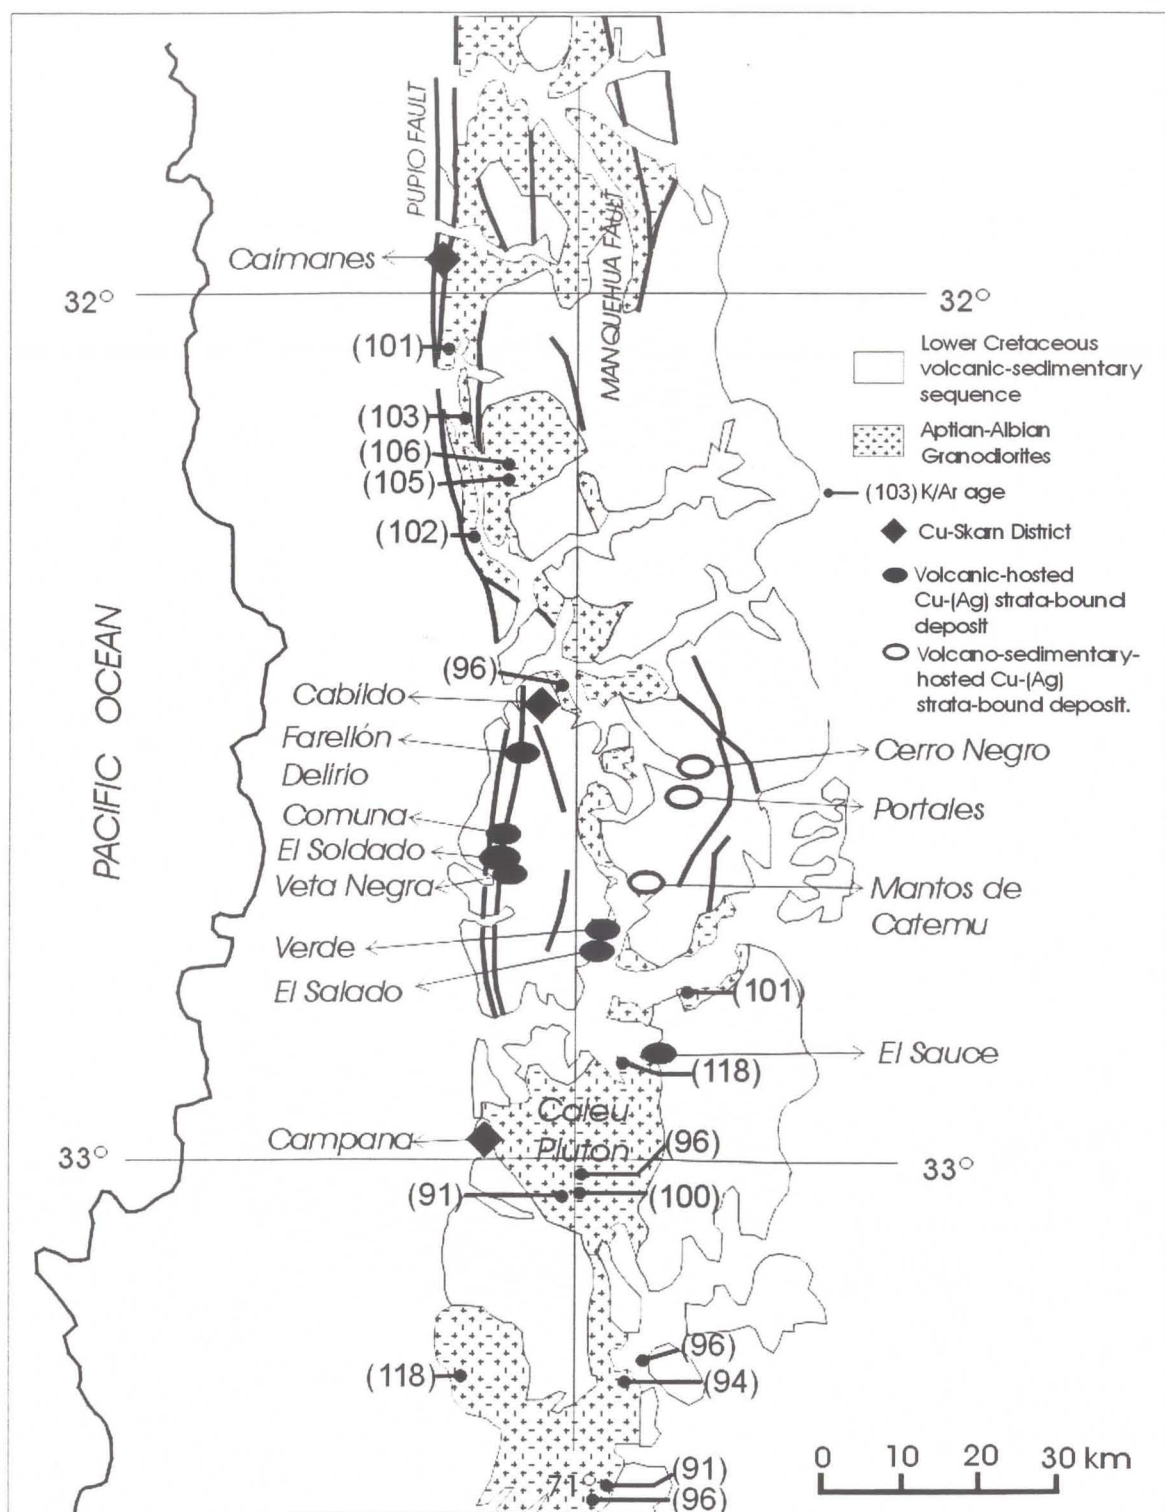 PUPIO FAULT
MANQUEHUA FAULT
Caimanes
32°
32°
(101)
(103)
(106)
(105)
(102)
Lower Cretaceous
volcanic-sedimentary
sequence
Aptian-Albian
Granodiorites
(103) K/Ar age
Cu-Skarn District
Volcanic-hosted
Cu-(Ag) strata-bound
deposit
Volcano-sedimentary-
hosted Cu-(Ag)
strata-bound deposit.
PACIFIC OCEAN
(96)
Cabildo
Farellón
Delirio
Comuna
El Soldado
Veta Negra
Verde
El Salado
Cerro Negro
Portales
Mantos de
Catemu
(101)
El Sauce
(118)
Caleu
Pluton
Campana
33°
33°
(96)
(91)
(100)
(118)
(96)
(94)
71°
(91)
(96)
0 10 20 30 km